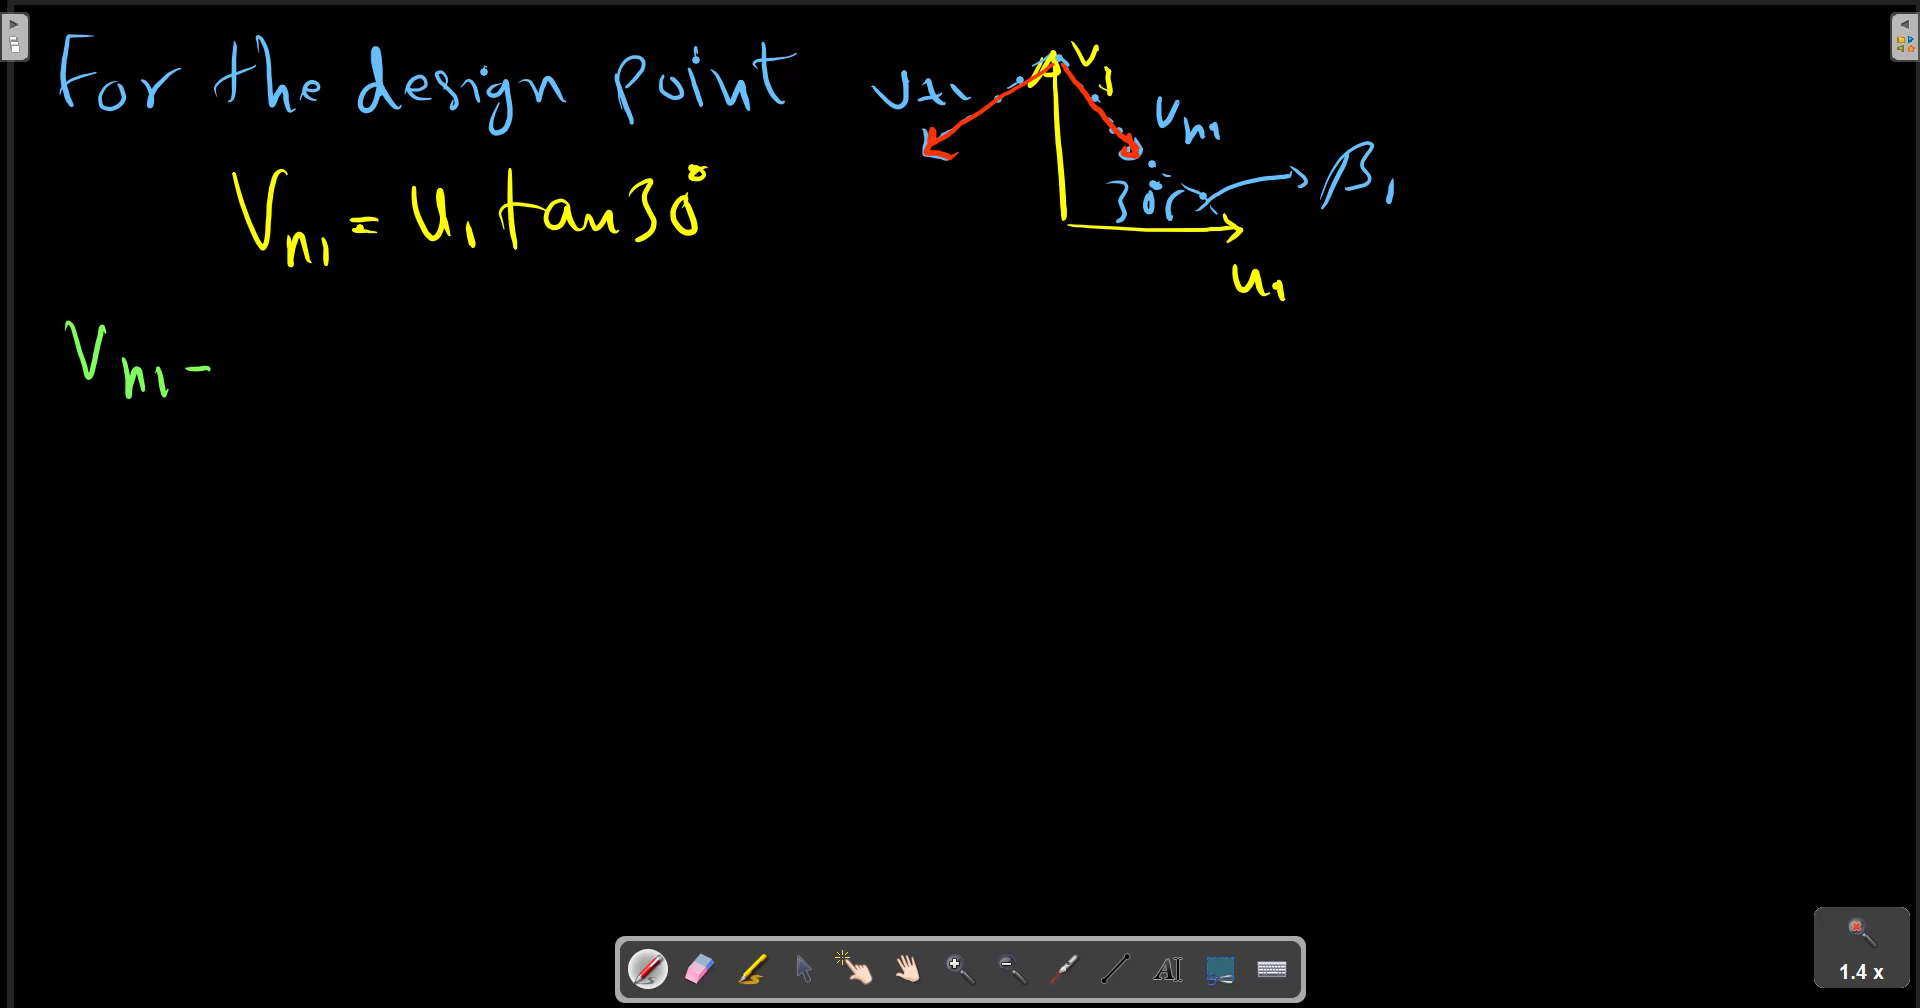 For the design point
V1
Vt1
Vn1
30°
β1
Vn1 = U1 tan30°
u1
Vn1 -
1.4 x